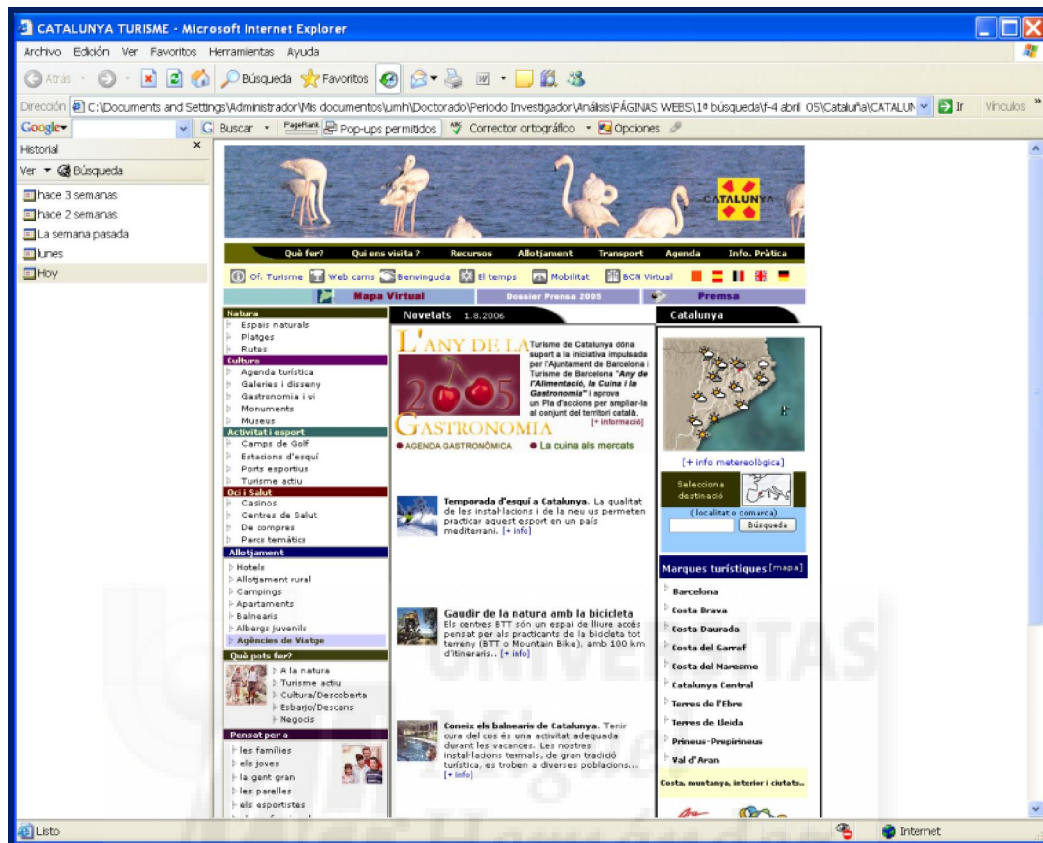 CATALUNYA TURISME - Microsoft Internet Explorer
Archivo Edición Ver Favoritos Herramientas Ayuda
Atrás Búsqueda Favoritos
Dirección C:\Documents and Settings\Administrador\Mis documentos\umh\Doctorado\Periodo Investigador\Análisis\PÁGINAS WEBS\1ª búsqueda\f-4 abril 05\Cataluña\CATALUN Ir Vínculos »
Google Buscar PageRank Pop-ups permitidos Corrector ortográfico Opciones
Historial x
Ver Búsqueda
hace 3 semanas
hace 2 semanas
La semana pasada
lunes
Hoy
CATALUNYA
Què fer? Qui ens visita ? Recursos Allotjament Transport Agenda Info. Pràtica
Of. Turisme Web cams Benvinguda El temps Mobilitat BCN Virtual
Mapa Virtual Dossier Prensa 2005 Premsa
Natura
Espais naturals
Platges
Rutes
Cultura
Agenda turística
Galeries i disseny
Gastronomia i vi
Monuments
Museus
Activitat i esport
Camps de Golf
Estacions d'esquí
Ports esportius
Turisme actiu
Oci i Salut
Casinos
Centres de Salut
De compres
Parcs temàtics
Allotjament
Hotels
Allotjament rural
Campings
Apartaments
Balnearis
Albergs juvenils
Agències de Viatge
Què pots fer?
A la natura
Turisme actiu
Cultura/Descoberta
Esbarjo/Descans
Negocis
Pensat per a
les famílies
els joves
la gent gran
les parelles
els esportistes
Novetats 1.8.2006
L'ANY DE LA
2005
GASTRONOMIA
Turisme de Catalunya dóna
suport a la iniciativa impulsada
per l'Ajuntament de Barcelona i
Turisme de Barcelona "Any de
l'Alimentació, la Cuina i la
Gastronomia" i aprova
un Pla d'accions per ampliar-la
al conjunt del territori català.
[+ informació]
AGENDA GASTRONÒMICA La cuina als mercats
Temporada d'esquí a Catalunya. La qualitat
de les instal·lacions i de la neu us permeten
practicar aquest esport en un país
mediterrani. [+ info]
Gaudir de la natura amb la bicicleta
Els centres BTT són un espai de lliure accés
pensat per als practicants de la bicicleta tot
terreny (BTT o Mountain Bike), amb 100 km
d'itineraris.. [+ info]
Coneix els balnearis de Catalunya. Tenir
cura del cos és una activitat adequada
durant les vacances. Les nostres
instal·lacions termals, de gran tradició
turística, es troben a diverses poblacions...
[+ info]
Catalunya
[+ info metereològica]
Selecciona
destinació
(localitat o comarca)
Búsqueda
Marques turístiques [mapa]
Barcelona
Costa Brava
Costa Daurada
Costa del Garraf
Costa del Maresme
Catalunya Central
Terres de l'Ebre
Terres de Lleida
Pirineus-Prepirineus
Val d'Aran
Costa, muntanya, interior i ciutats..
UNIVERSITAS
Miguel
Hernández
Listo Internet